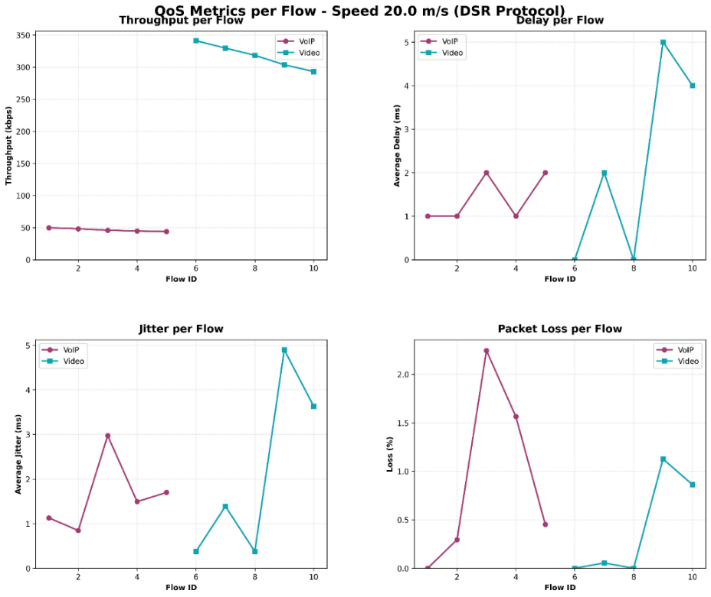 QoS Metrics per Flow - Speed 20.0 m/s (DSR Protocol)
Throughput per Flow
VoIP
Video
350
300
250
200
150
100
50
0
Throughput (kbps)
2
4
6
8
10
Flow ID
Delay per Flow
VoIP
Video
5
4
3
2
1
0
Average Delay (ms)
2
4
6
8
10
Flow ID
Jitter per Flow
VoIP
Video
5
4
3
2
1
0
Average Jitter (ms)
2
4
6
8
10
Flow ID
Packet Loss per Flow
VoIP
Video
2.0
1.5
1.0
0.5
0.0
Loss (%)
2
4
6
8
10
Flow ID